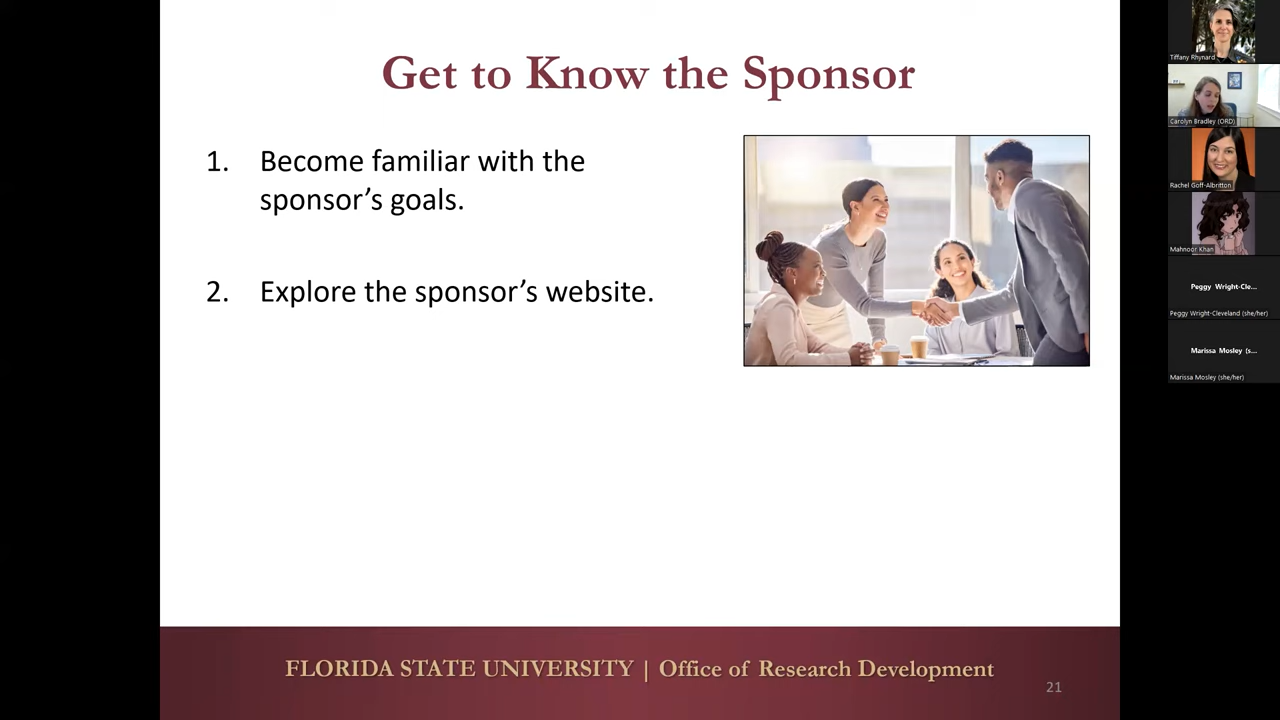 Get to Know the Sponsor
1. Become familiar with the
sponsor’s goals.
2. Explore the sponsor’s website.
FLORIDA STATE UNIVERSITY | Office of Research Development
21
Tiffany Rhynard
Carolyn Bradley (ORD)
Rachel Goff-Albritton
Mahnoor Khan
Peggy Wright-Cle...
Peggy Wright-Cleveland (she/her)
Marissa Mosley (s...
Marissa Mosley (she/her)